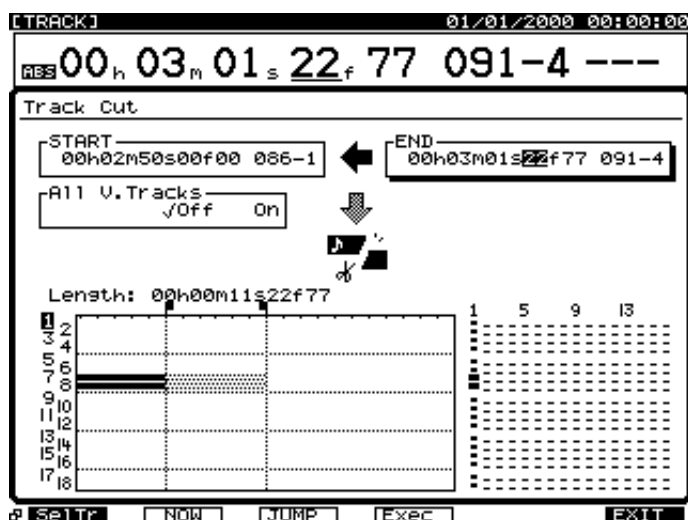 [TRACK] 01/01/2000 00:00:00
ABS 00h 03m 01s 22f 77 091-4 ---
Track Cut
START END
00h02m50s00f00 086-1 00h03m01s22f77 091-4
All V.Tracks
√Off On
Length: 00h00m11s22f77
1 5 9 13
1
2
3
4
5
6
7
8
9
10
11
12
13
14
15
16
17
18
SelTr NOW JUMP Exec EXIT